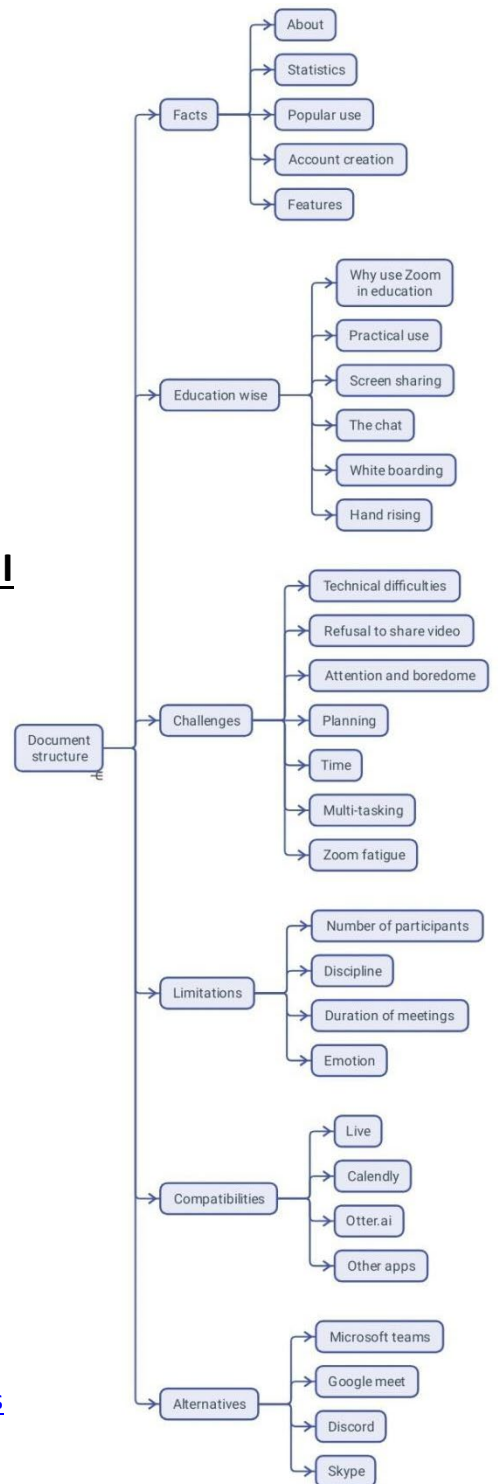 Document
structure
Facts
About
Statistics
Popular use
Account creation
Features
Education wise
Why use Zoom
in education
Practical use
Screen sharing
The chat
White boarding
Hand rising
Challenges
Technical difficulties
Refusal to share video
Attention and boredome
Planning
Time
Multi-tasking
Zoom fatigue
Limitations
Number of participants
Discipline
Duration of meetings
Emotion
Compatibilities
Live
Calendly
Otter.ai
Other apps
Alternatives
Microsoft teams
Google meet
Discord
Skype